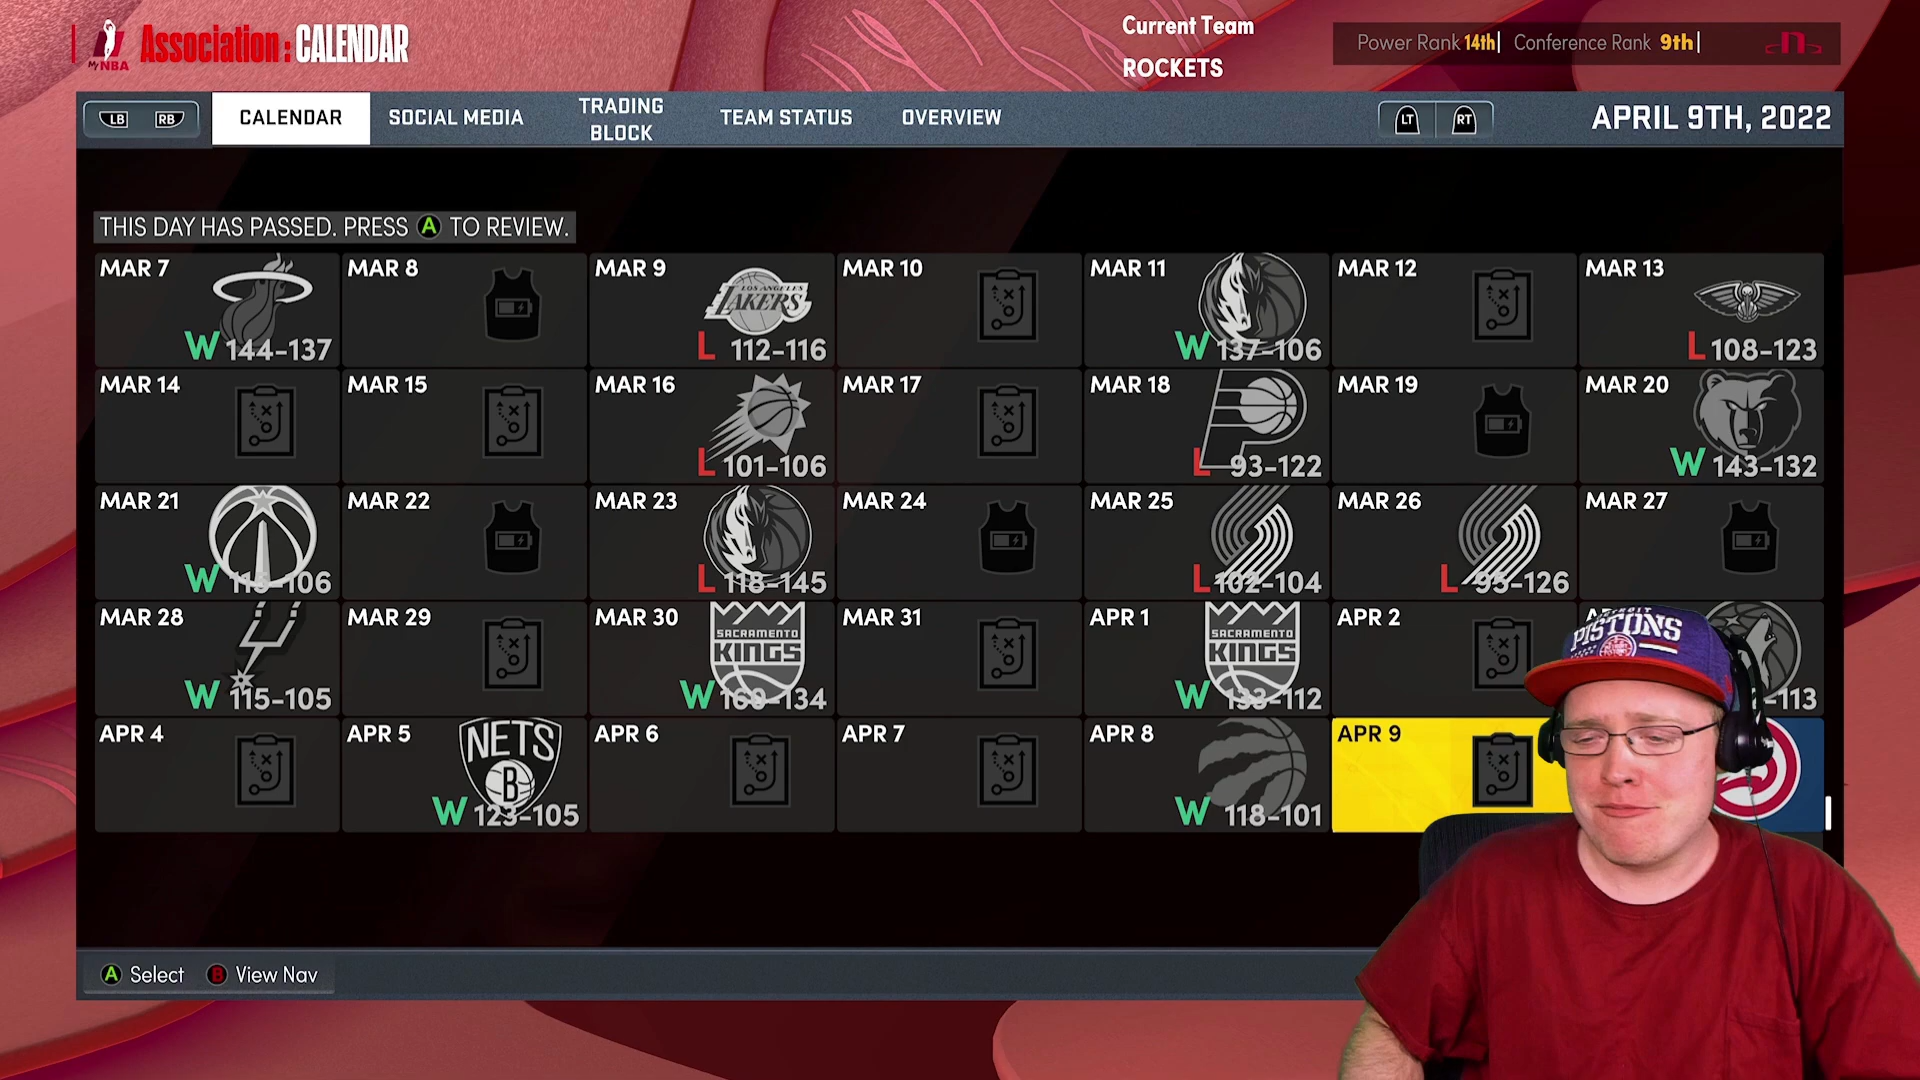 My NBA Association : CALENDAR
Current Team
ROCKETS
Power Rank 14th| Conference Rank 9th|
LB RB CALENDAR SOCIAL MEDIA TRADING BLOCK TEAM STATUS OVERVIEW LT RT APRIL 9TH, 2022
THIS DAY HAS PASSED. PRESS A TO REVIEW.
MAR 7 MAR 8 MAR 9 MAR 10 MAR 11 MAR 12 MAR 13
LOS ANGELES
LAKERS
W 144-137 L 112-116 W 137-106 L 108-123
MAR 14 MAR 15 MAR 16 MAR 17 MAR 18 MAR 19 MAR 20
L 101-106 L 93-122 W 143-132
MAR 21 MAR 22 MAR 23 MAR 24 MAR 25 MAR 26 MAR 27
W L 118-145 L 102-104 L 95-126
MAR 28 MAR 29 MAR 30 MAR 31 APR 1 APR 2
SACRAMENTO SACRAMENTO
KINGS KINGS
PISTONS
W 115-105 W W 133-112 -113
APR 4 APR 5 APR 6 APR 7 APR 8 APR 9
NETS
B
W 123-105 W 118-101
A Select B View Nav